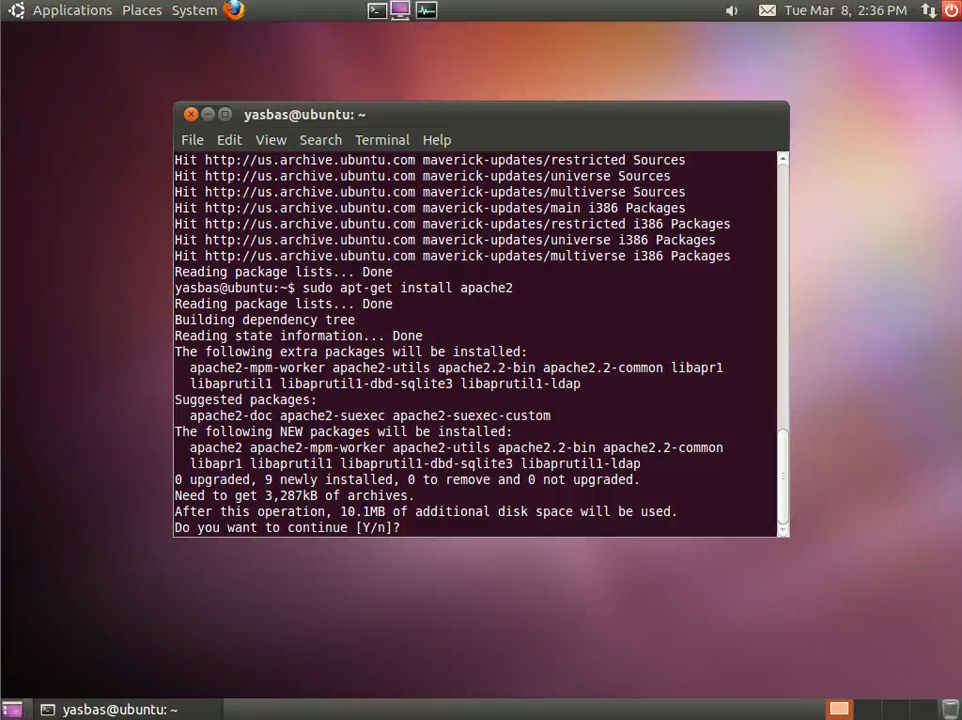 Applications Places System Tue Mar 8, 2:36 PM
yasbas@ubuntu: ~
File Edit View Search Terminal Help
Hit http://us.archive.ubuntu.com maverick-updates/restricted Sources
Hit http://us.archive.ubuntu.com maverick-updates/universe Sources
Hit http://us.archive.ubuntu.com maverick-updates/multiverse Sources
Hit http://us.archive.ubuntu.com maverick-updates/main i386 Packages
Hit http://us.archive.ubuntu.com maverick-updates/restricted i386 Packages
Hit http://us.archive.ubuntu.com maverick-updates/universe i386 Packages
Hit http://us.archive.ubuntu.com maverick-updates/multiverse i386 Packages
Reading package lists... Done
yasbas@ubuntu:~$ sudo apt-get install apache2
Reading package lists... Done
Building dependency tree
Reading state information... Done
The following extra packages will be installed:
apache2-mpm-worker apache2-utils apache2.2-bin apache2.2-common libapr1
libaprutil1 libaprutil1-dbd-sqlite3 libaprutil1-ldap
Suggested packages:
apache2-doc apache2-suexec apache2-suexec-custom
The following NEW packages will be installed:
apache2 apache2-mpm-worker apache2-utils apache2.2-bin apache2.2-common
libapr1 libaprutil1 libaprutil1-dbd-sqlite3 libaprutil1-ldap
0 upgraded, 9 newly installed, 0 to remove and 0 not upgraded.
Need to get 3,287kB of archives.
After this operation, 10.1MB of additional disk space will be used.
Do you want to continue [Y/n]?
yasbas@ubuntu: ~